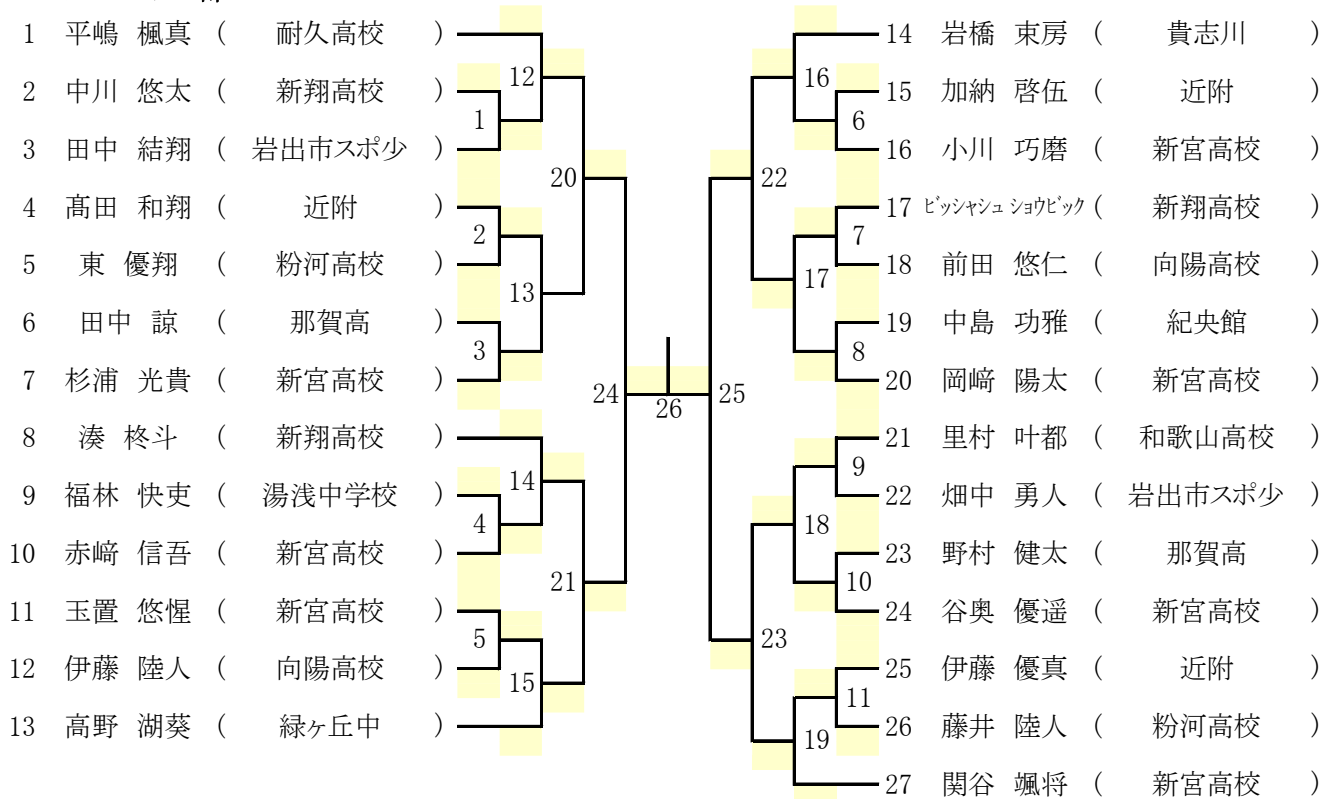 1 平嶋 楓真 ( 耐久高校 )
2 中川 悠太 ( 新翔高校 )
3 田中 結翔 ( 岩出市スポ少 )
4 髙田 和翔 ( 近附 )
5 東 優翔 ( 粉河高校 )
6 田中 諒 ( 那賀高 )
7 杉浦 光貴 ( 新宮高校 )
8 湊 柊斗 ( 新翔高校 )
9 福林 快吏 ( 湯浅中学校 )
10 赤﨑 信吾 ( 新宮高校 )
11 玉置 悠惺 ( 新宮高校 )
12 伊藤 陸人 ( 向陽高校 )
13 高野 湖葵 ( 緑ヶ丘中 )
1
2
3
4
5
12
13
14
15
20
21
24
26
25
22
23
16
17
18
19
6
7
8
9
10
11
14 岩橋 束房 ( 貴志川 )
15 加納 啓伍 ( 近附 )
16 小川 巧磨 ( 新宮高校 )
17 ビッシャシュ ショウビック ( 新翔高校 )
18 前田 悠仁 ( 向陽高校 )
19 中島 功雅 ( 紀央館 )
20 岡﨑 陽太 ( 新宮高校 )
21 里村 叶都 ( 和歌山高校 )
22 畑中 勇人 ( 岩出市スポ少 )
23 野村 健太 ( 那賀高 )
24 谷奥 優遥 ( 新宮高校 )
25 伊藤 優真 ( 近附 )
26 藤井 陸人 ( 粉河高校 )
27 関谷 颯将 ( 新宮高校 )